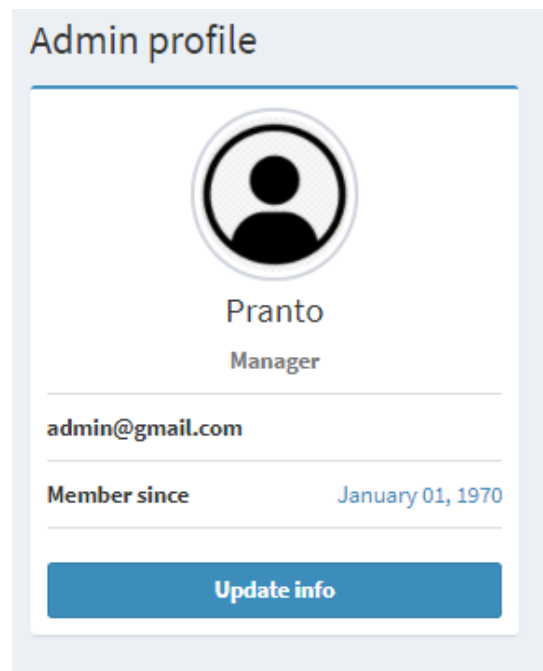 Admin profile
Pranto
Manager
admin@gmail.com
Member since January 01, 1970
Update info